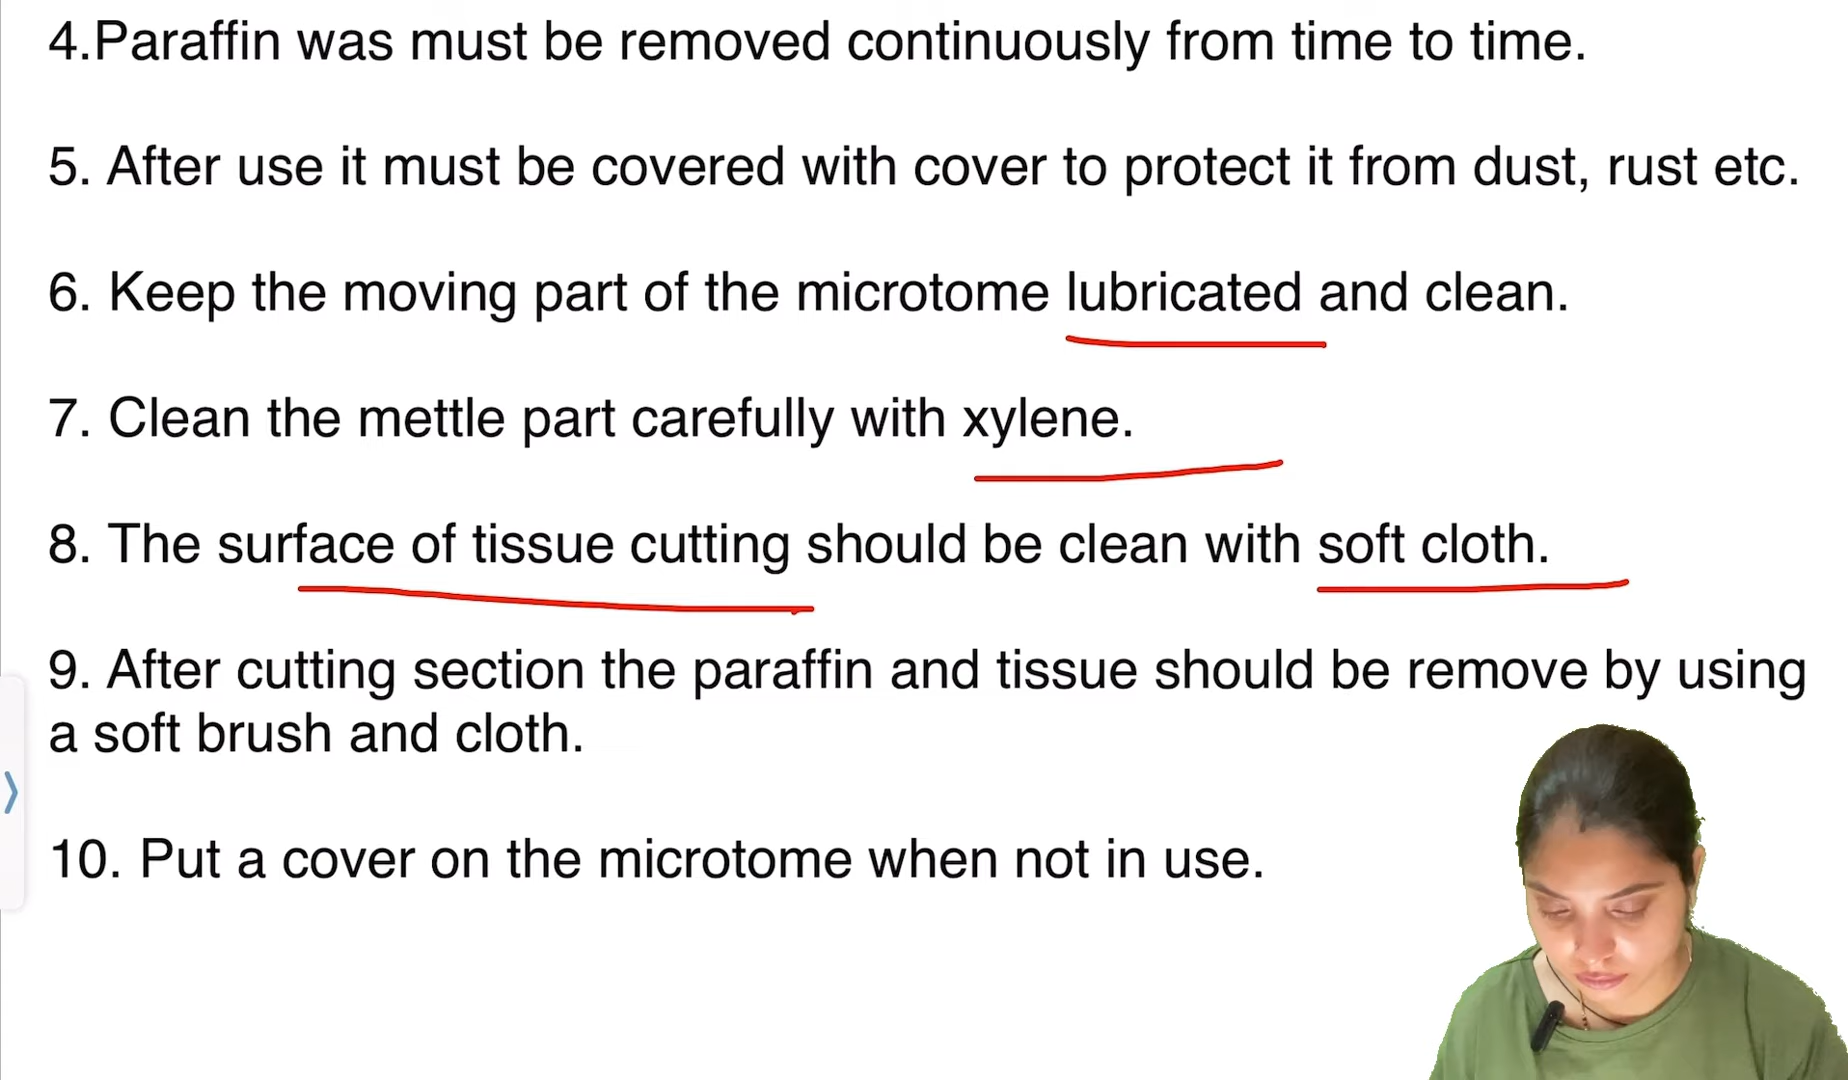 4.Paraffin was must be removed continuously from time to time.
5. After use it must be covered with cover to protect it from dust, rust etc.
6. Keep the moving part of the microtome lubricated and clean.
7. Clean the mettle part carefully with xylene.
8. The surface of tissue cutting should be clean with soft cloth.
9. After cutting section the paraffin and tissue should be remove by using
a soft brush and cloth.
10. Put a cover on the microtome when not in use.